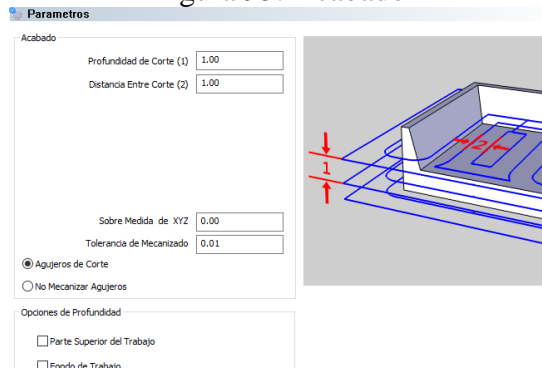 Parametros
Acabado
Profundidad de Corte (1) 1.00
Distancia Entre Corte (2) 1.00
Sobre Medida de XYZ 0.00
Tolerancia de Mecanizado 0.01
Agujeros de Corte
No Mecanizar Agujeros
Opciones de Profundidad
Parte Superior del Trabajo
Fondo de Trabajo
1
2